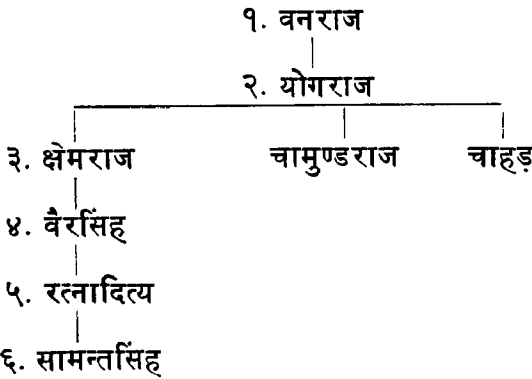 १. वनराज
२. योगराज
३. क्षेमराज चामुण्डराज चाहड़
४. वैरसिंह
५. रत्नादित्य
६. सामन्तसिंह